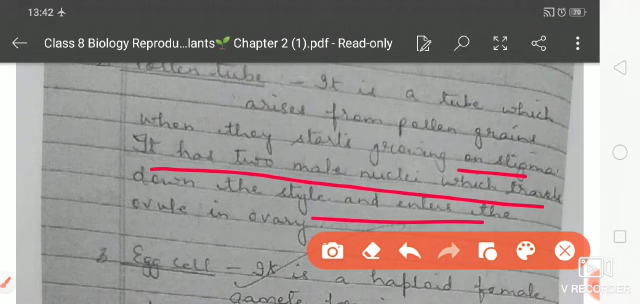 13:42
79
Class 8 Biology Reprodu...lants🌱 Chapter 2 (1).pdf - Read-only
2. Pollen tube - It is a tube which
arises from pollen grains
when they starts growing on stigma
It has two male nuclei which travels
down the style and enters the
ovule in ovary
3 Egg cell - It is a haploid female
V RECORDER